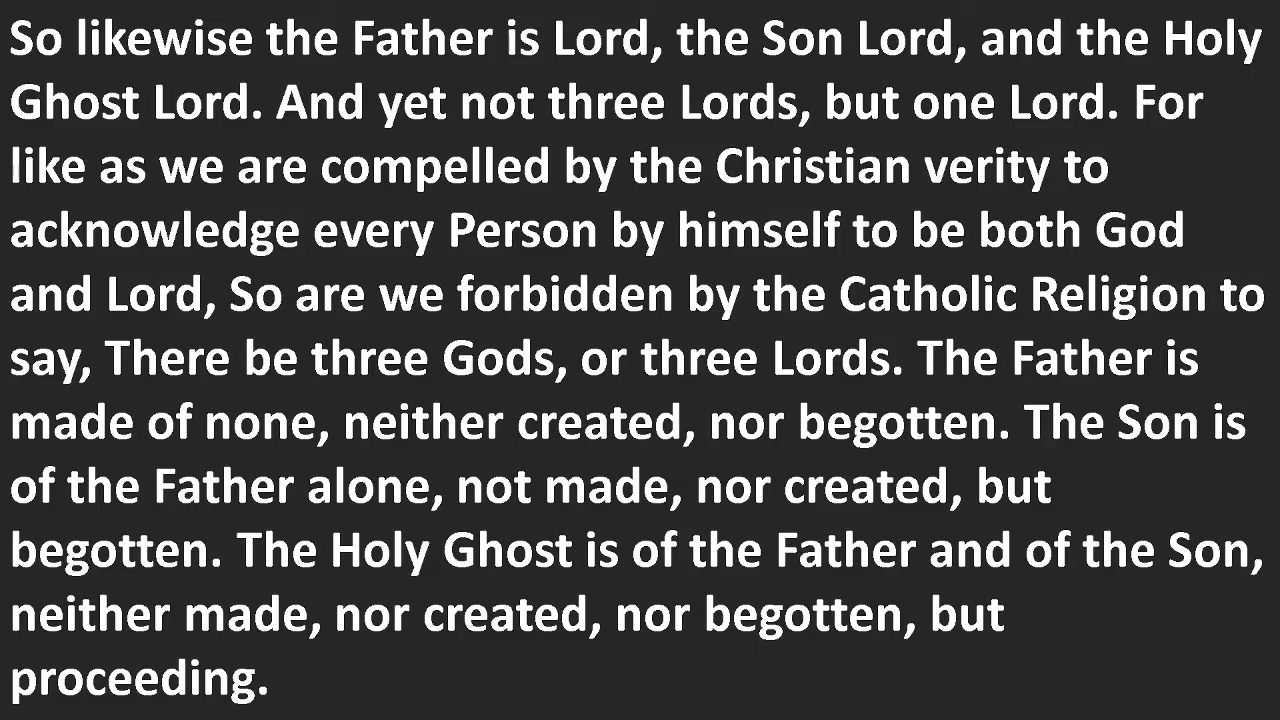 So likewise the Father is Lord, the Son Lord, and the Holy
Ghost Lord. And yet not three Lords, but one Lord. For
like as we are compelled by the Christian verity to
acknowledge every Person by himself to be both God
and Lord, So are we forbidden by the Catholic Religion to
say, There be three Gods, or three Lords. The Father is
made of none, neither created, nor begotten. The Son is
of the Father alone, not made, nor created, but
begotten. The Holy Ghost is of the Father and of the Son,
neither made, nor created, nor begotten, but
proceeding.